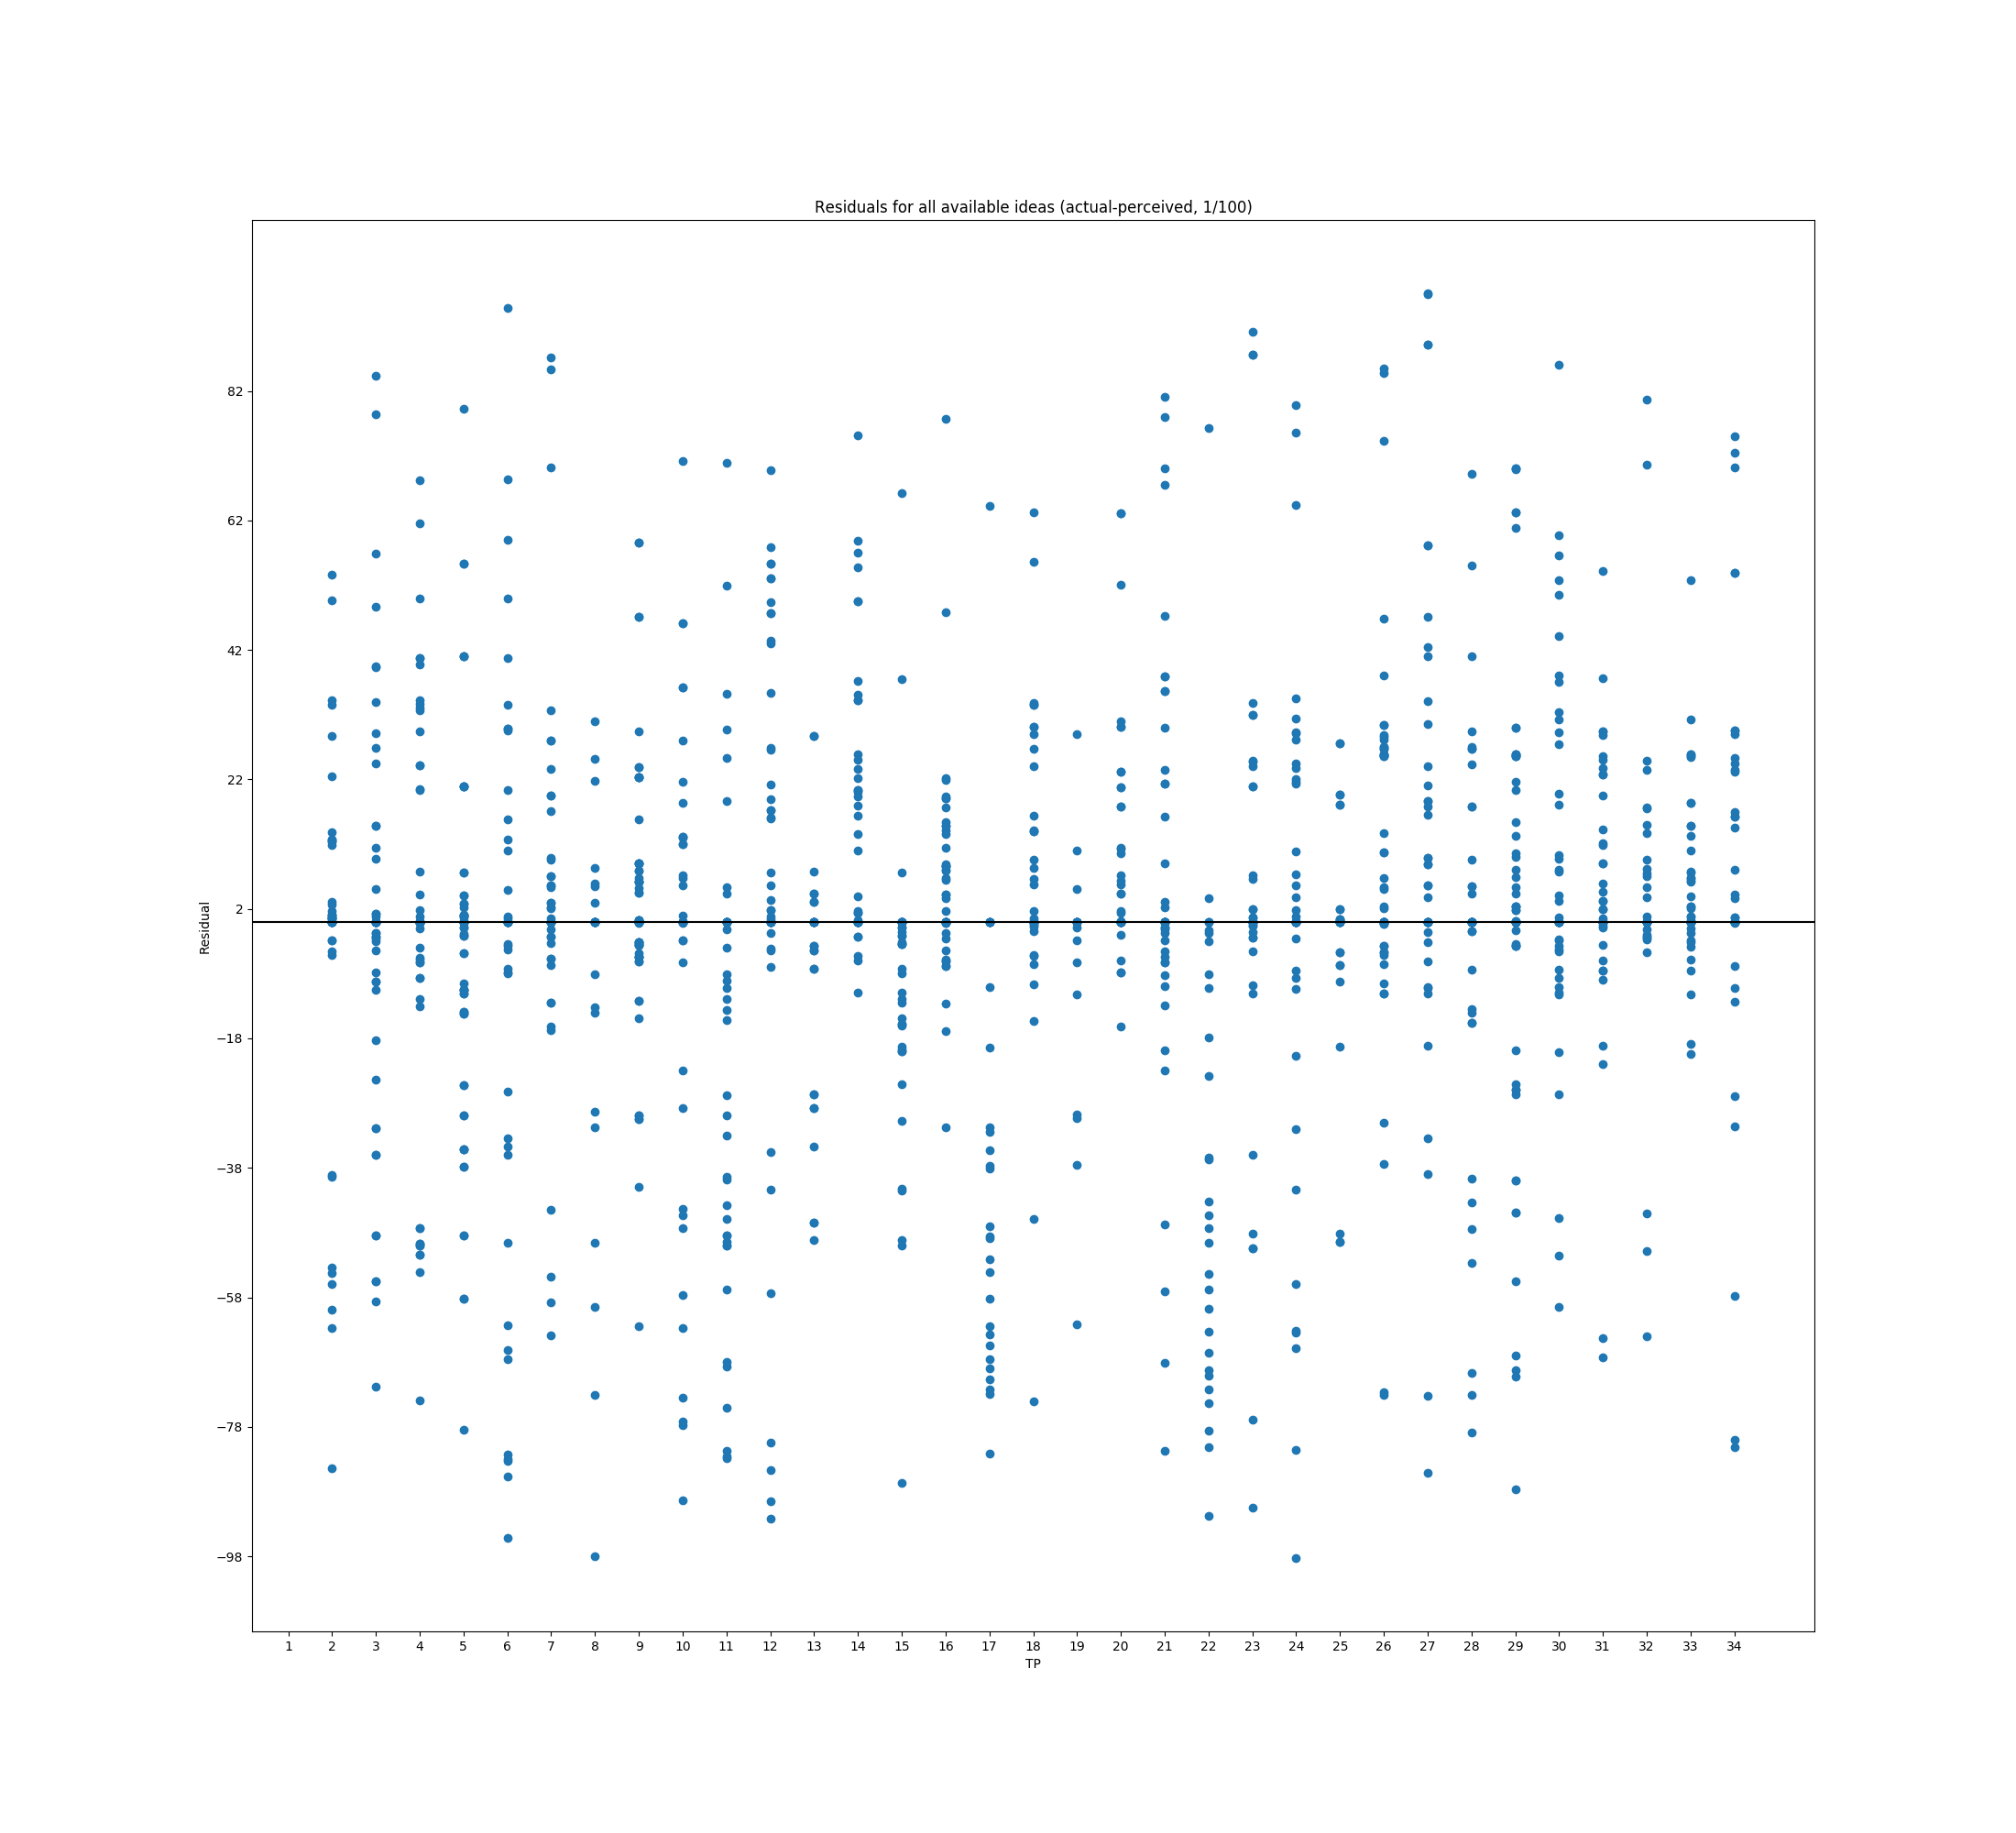 Residuals for all available ideas (actual-perceived, 1/100)
Residual
82
62
42
22
2
−18
−38
−58
−78
−98
1 2 3 4 5 6 7 8 9 10 11 12 13 14 15 16 17 18 19 20 21 22 23 24 25 26 27 28 29 30 31 32 33 34
TP